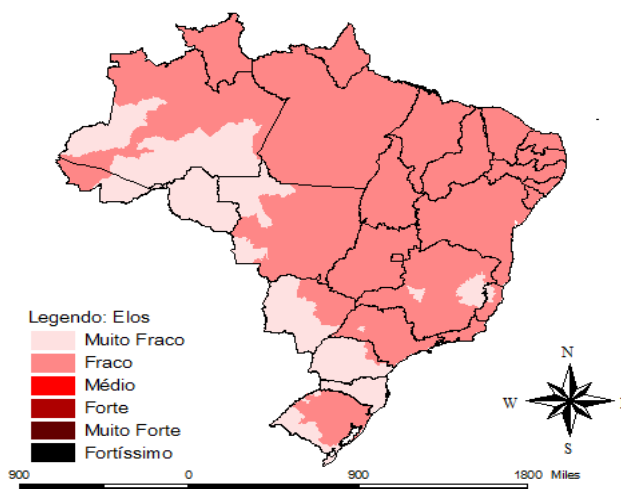 Legendo: Elos
Muito Fraco
Fraco
Médio
Forte
Muito Forte
Fortíssimo
N
W
S
900 0 900 1800 Miles